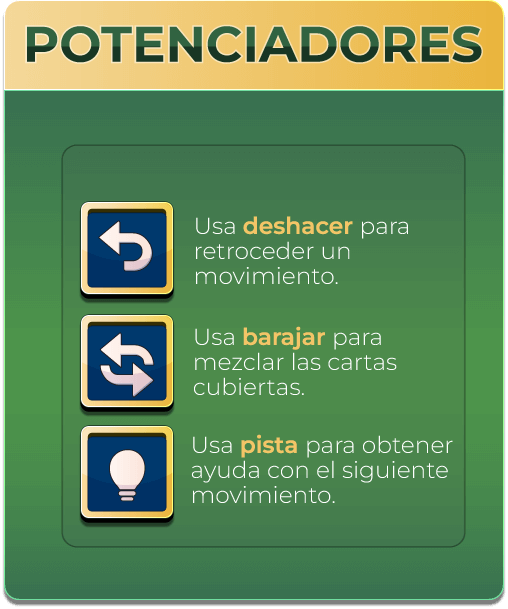 POTENCIADORES
Usa deshacer para
retroceder un
movimiento.
Usa barajar para
mezclar las cartas
cubiertas.
Usa pista para obtener
ayuda con el siguiente
movimiento.